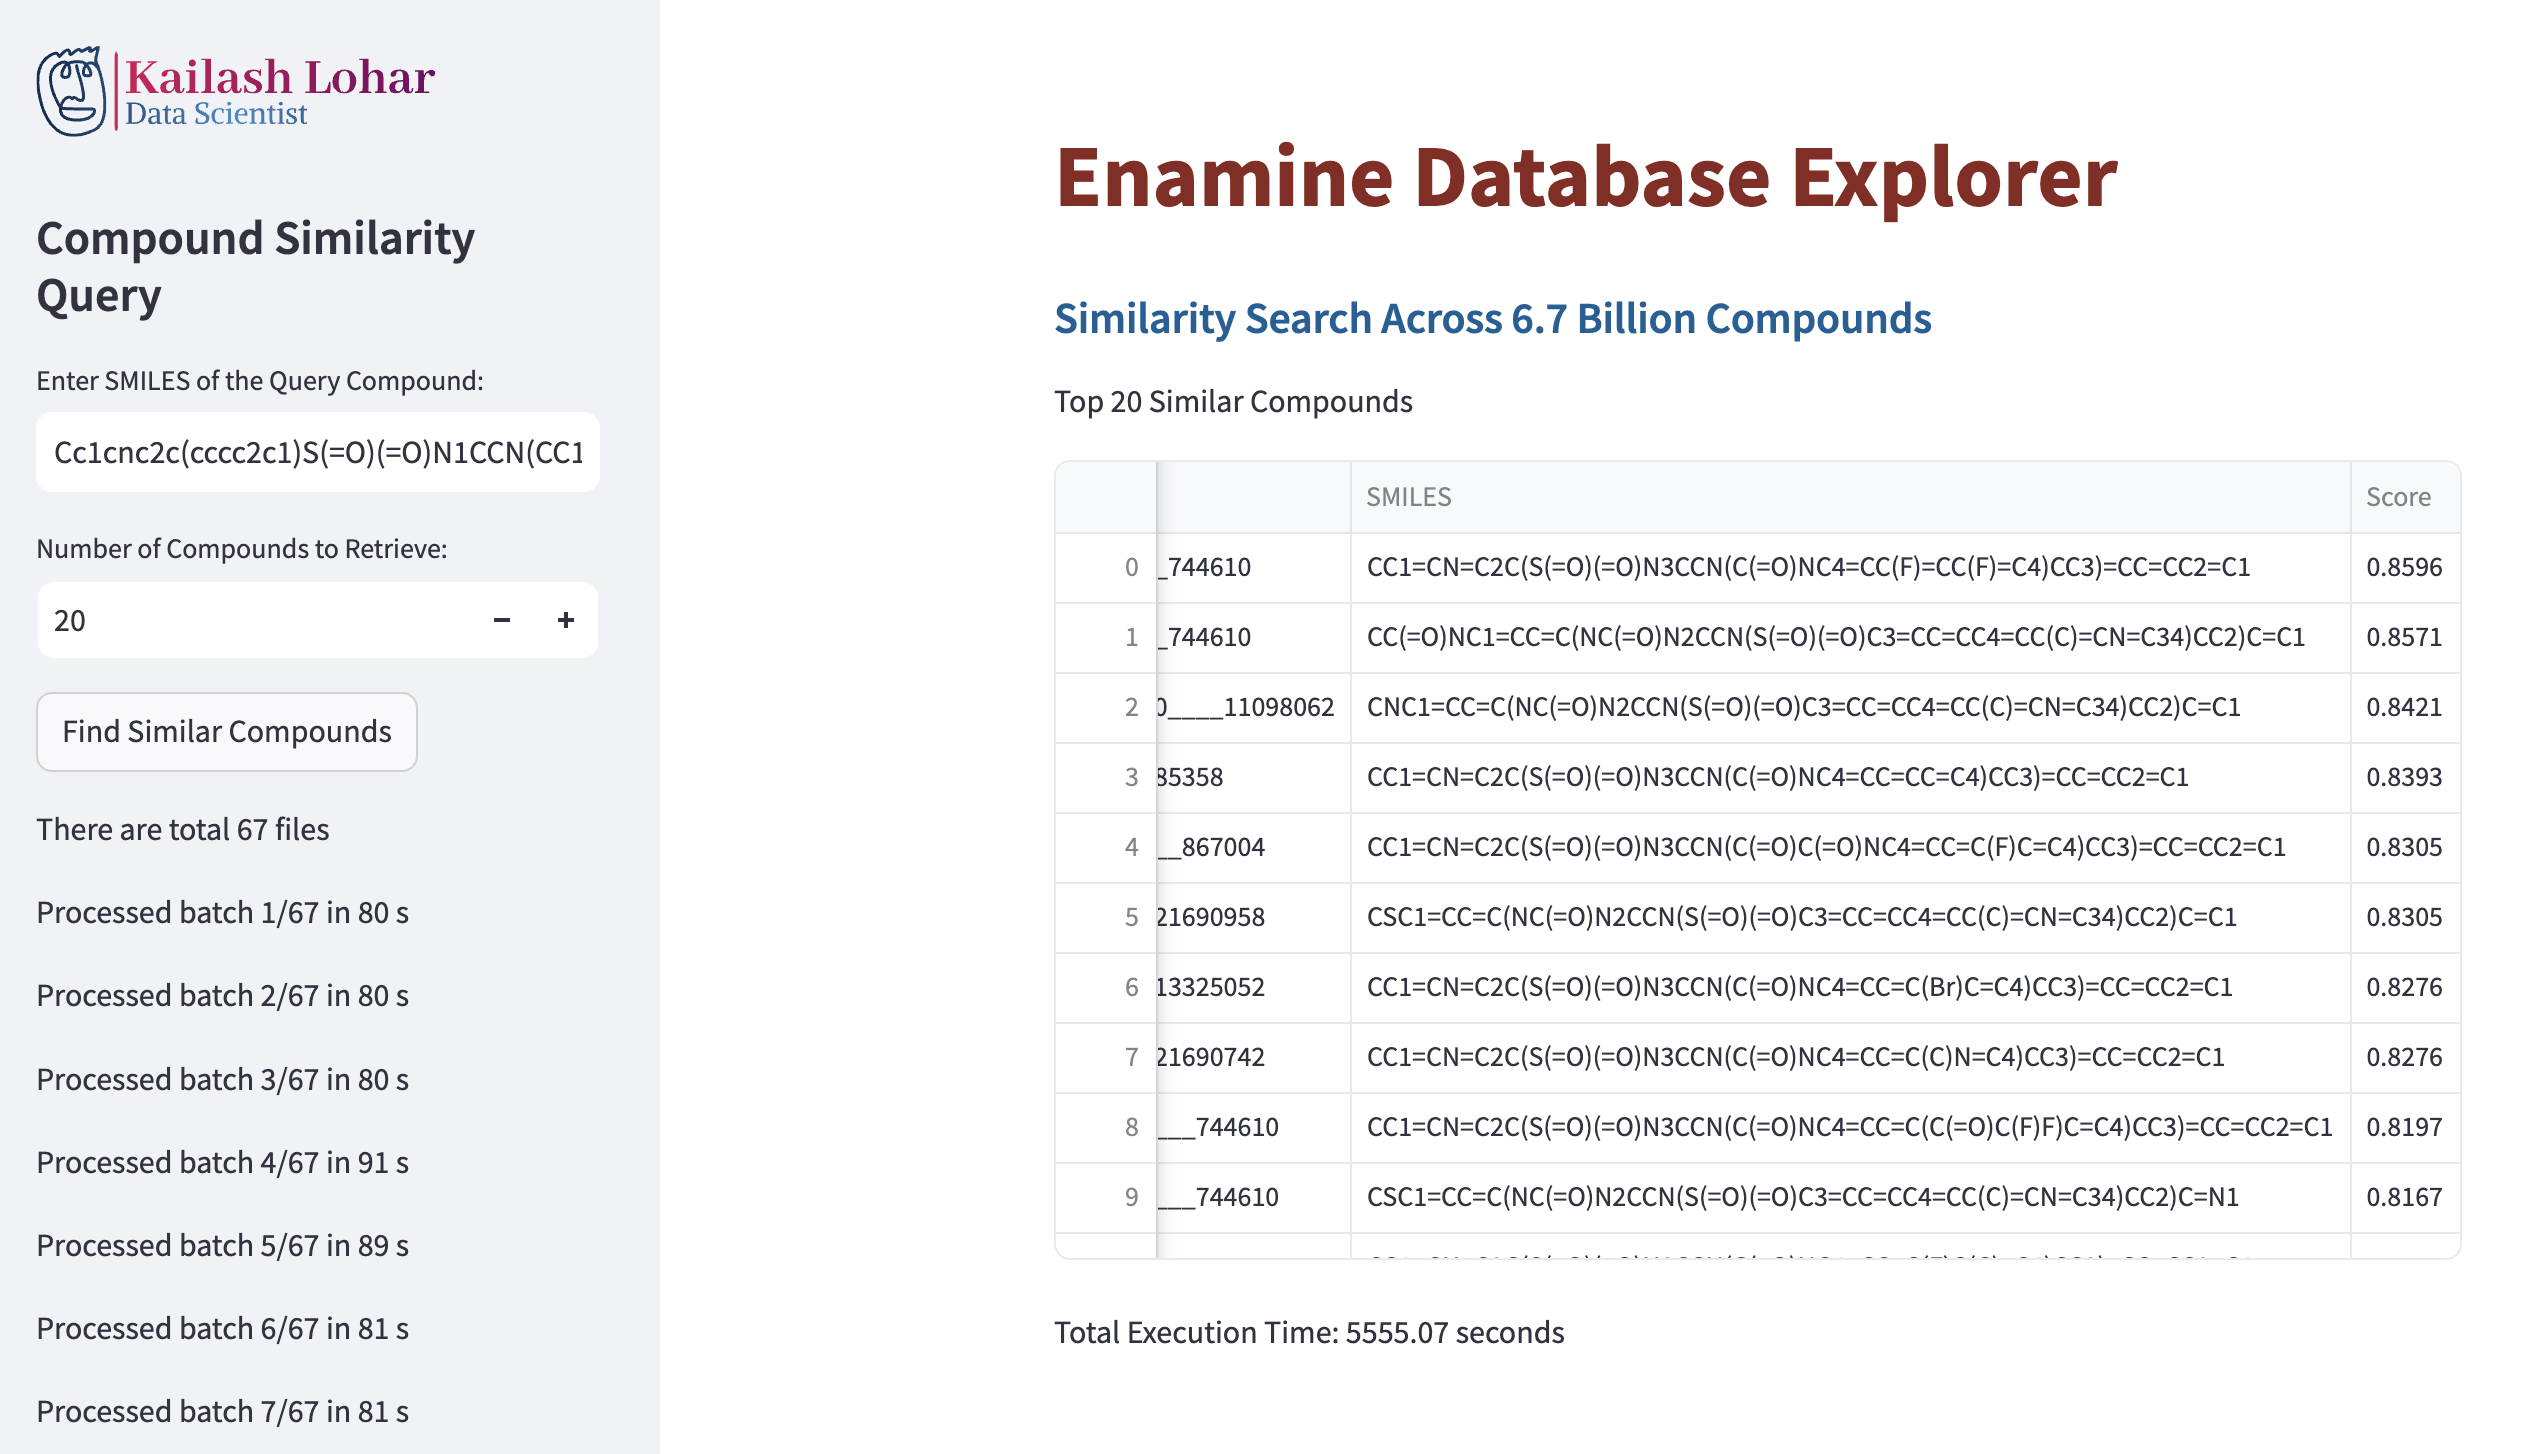 Kailash Lohar
Data Scientist
Compound Similarity
Query
Enter SMILES of the Query Compound:
Cc1cnc2c(cccc2c1)S(=O)(=O)N1CCN(CC1
Number of Compounds to Retrieve:
20 − +
Find Similar Compounds
There are total 67 files
Processed batch 1/67 in 80 s
Processed batch 2/67 in 80 s
Processed batch 3/67 in 80 s
Processed batch 4/67 in 91 s
Processed batch 5/67 in 89 s
Processed batch 6/67 in 81 s
Processed batch 7/67 in 81 s
Enamine Database Explorer
Similarity Search Across 6.7 Billion Compounds
Top 20 Similar Compounds
SMILES Score
0 _744610 CC1=CN=C2C(S(=O)(=O)N3CCN(C(=O)NC4=CC(F)=CC(F)=C4)CC3)=CC=CC2=C1 0.8596
1 _744610 CC(=O)NC1=CC=C(NC(=O)N2CCN(S(=O)(=O)C3=CC=CC4=CC(C)=CN=C34)CC2)C=C1 0.8571
2 0____11098062 CNC1=CC=C(NC(=O)N2CCN(S(=O)(=O)C3=CC=CC4=CC(C)=CN=C34)CC2)C=C1 0.8421
3 85358 CC1=CN=C2C(S(=O)(=O)N3CCN(C(=O)NC4=CC=CC=C4)CC3)=CC=CC2=C1 0.8393
4 __867004 CC1=CN=C2C(S(=O)(=O)N3CCN(C(=O)C(=O)NC4=CC=C(F)C=C4)CC3)=CC=CC2=C1 0.8305
5 21690958 CSC1=CC=C(NC(=O)N2CCN(S(=O)(=O)C3=CC=CC4=CC(C)=CN=C34)CC2)C=C1 0.8305
6 13325052 CC1=CN=C2C(S(=O)(=O)N3CCN(C(=O)NC4=CC=C(Br)C=C4)CC3)=CC=CC2=C1 0.8276
7 21690742 CC1=CN=C2C(S(=O)(=O)N3CCN(C(=O)NC4=CC=C(C)N=C4)CC3)=CC=CC2=C1 0.8276
8 ___744610 CC1=CN=C2C(S(=O)(=O)N3CCN(C(=O)NC4=CC=C(C(=O)C(F)F)C=C4)CC3)=CC=CC2=C1 0.8197
9 ___744610 CSC1=CC=C(NC(=O)N2CCN(S(=O)(=O)C3=CC=CC4=CC(C)=CN=C34)CC2)C=N1 0.8167
Total Execution Time: 5555.07 seconds